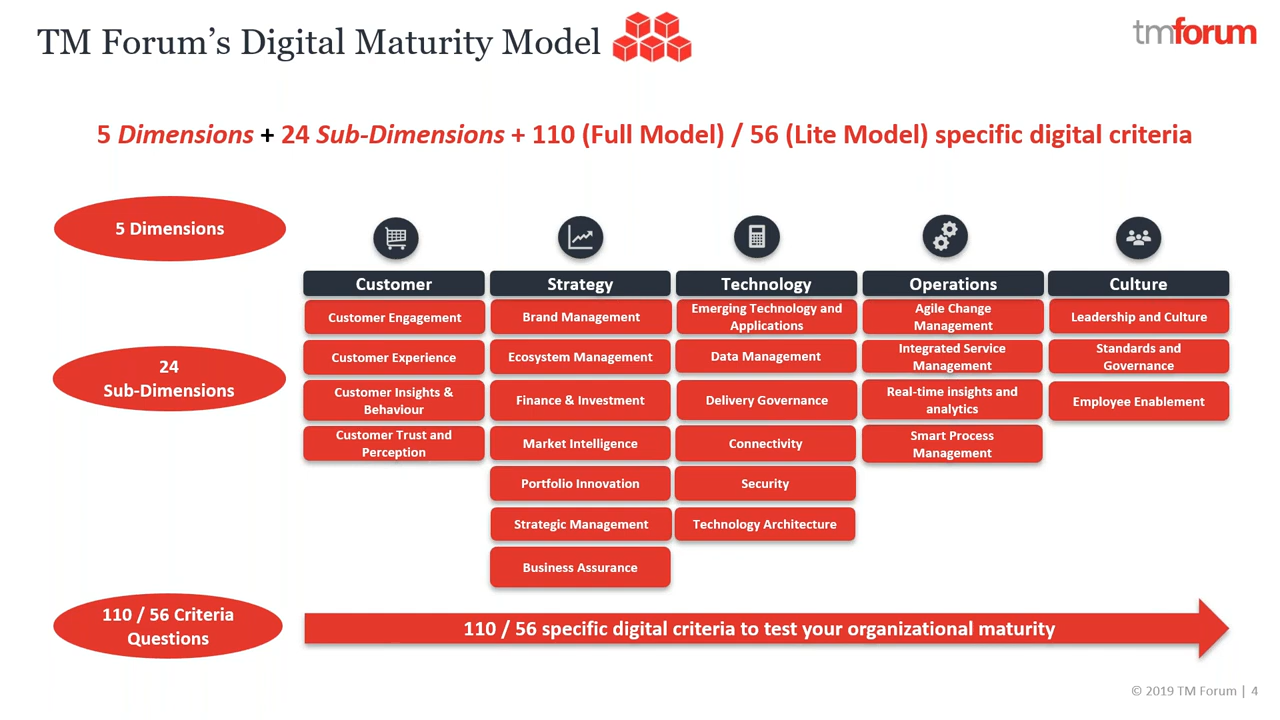 TM Forum’s Digital Maturity Model
tmforum
5 Dimensions + 24 Sub-Dimensions + 110 (Full Model) / 56 (Lite Model) specific digital criteria
5 Dimensions
Customer
Strategy
Technology
Operations
Culture
24
Sub-Dimensions
Customer Engagement
Customer Experience
Customer Insights &
Behaviour
Customer Trust and
Perception
Brand Management
Ecosystem Management
Finance & Investment
Market Intelligence
Portfolio Innovation
Strategic Management
Business Assurance
Emerging Technology and
Applications
Data Management
Delivery Governance
Connectivity
Security
Technology Architecture
Agile Change
Management
Integrated Service
Management
Real-time insights and
analytics
Smart Process
Management
Leadership and Culture
Standards and
Governance
Employee Enablement
110 / 56 Criteria
Questions
110 / 56 specific digital criteria to test your organizational maturity
© 2019 TM Forum | 4